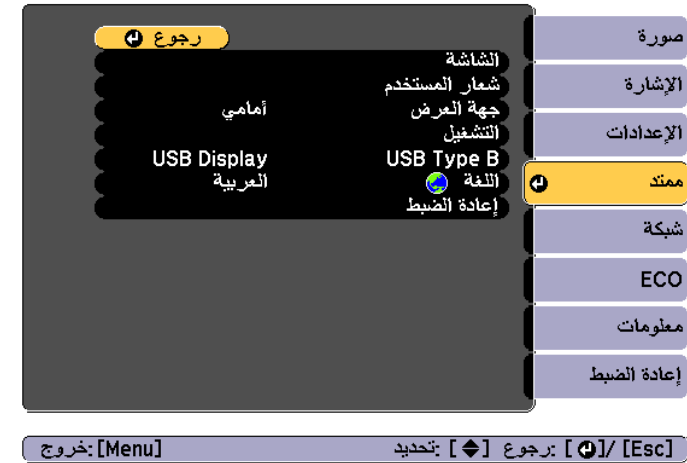 رجوع
الشاشة
شعار المستخدم
جهة العرض أمامي
التشغيل
USB Type B USB Display
اللغة العربية
إعادة الضبط
صورة
الإشارة
الإعدادات
ممتد
شبكة
ECO
معلومات
إعادة الضبط
[Esc] /[ ] :رجوع [ ] :تحديد [Menu] :خروج